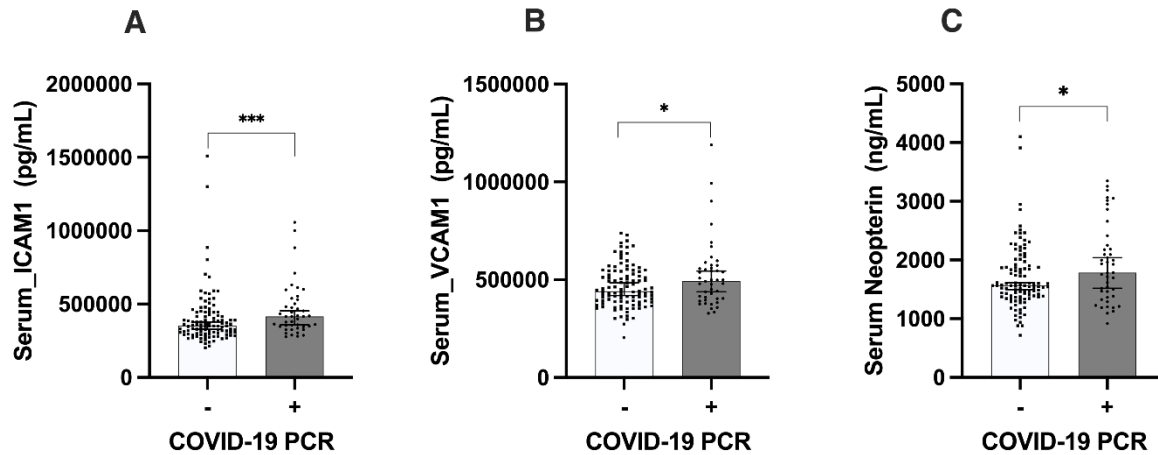 A
Serum_ICAM1 (pg/mL)
2000000
1500000
1000000
500000
0
***
- +
COVID-19 PCR
B
Serum_VCAM1 (pg/mL)
1500000
1000000
500000
0
*
- +
COVID-19 PCR
C
Serum Neopterin (ng/mL)
5000
4000
3000
2000
1000
0
*
- +
COVID-19 PCR